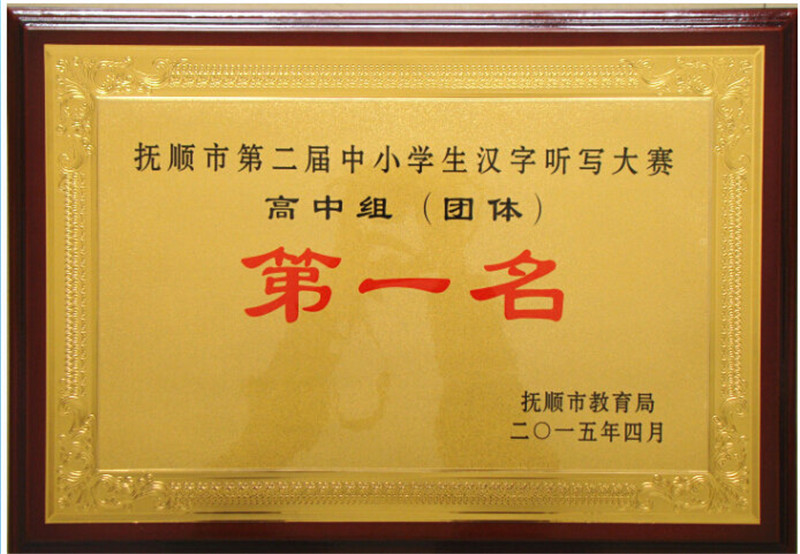 抚顺市第二届中小学生汉字听写大赛
高中组（团体）
第一名
抚顺市教育局
二〇一五年四月